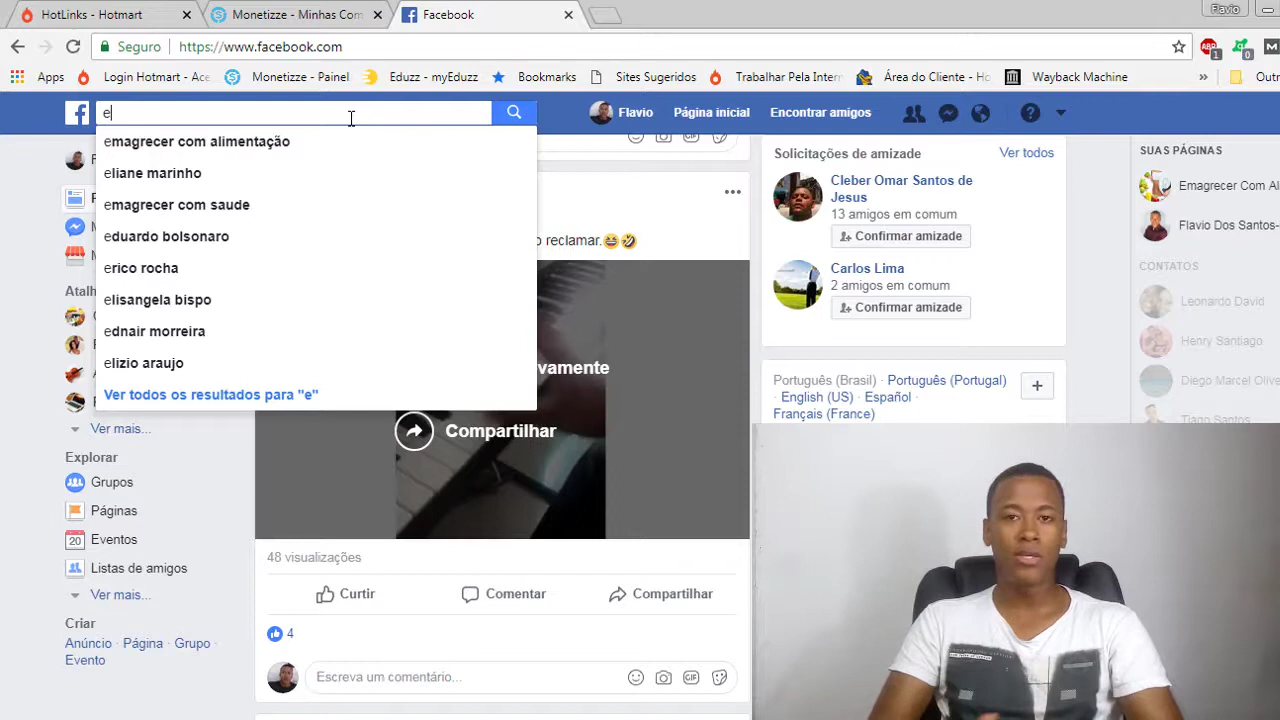 HotLinks - Hotmart
Monetizze - Minhas Com
Facebook
Flavio
Seguro
https://www.facebook.com
ABP
1
0
M
Apps
Login Hotmart - Ace
Monetizze - Painel
Eduzz - myEduzz
Bookmarks
Sites Sugeridos
Trabalhar Pela Intern
Área do Cliente - Ho
Wayback Machine
»
Outr
f
e
Flavio
Página inicial
Encontrar amigos
emagrecer com alimentação
eliane marinho
emagrecer com saude
eduardo bolsonaro
erico rocha
elisangela bispo
ednair morreira
elizio araujo
Ver todos os resultados para "e"
F
F
M
M
Atalh
Ver mais...
Explorar
Grupos
Páginas
20
Eventos
Listas de amigos
Ver mais...
Criar
Anúncio · Página · Grupo ·
Evento
GIF
o reclamar.😆🤣
vamente
Compartilhar
48 visualizações
Curtir
Comentar
Compartilhar
4
Escreva um comentário...
GIF
Solicitações de amizade
Ver todos
Cleber Omar Santos de
Jesus
13 amigos em comum
Confirmar amizade
Carlos Lima
2 amigos em comum
Confirmar amizade
Português (Brasil) · Português (Portugal)
· English (US) · Español ·
Français (France)
+
SUAS PÁGINAS
Emagrecer Com Al
Flavio Dos Santos-
CONTATOS
Leonardo David
Henry Santiago
Diego Marcel Olive
Tiago Santos